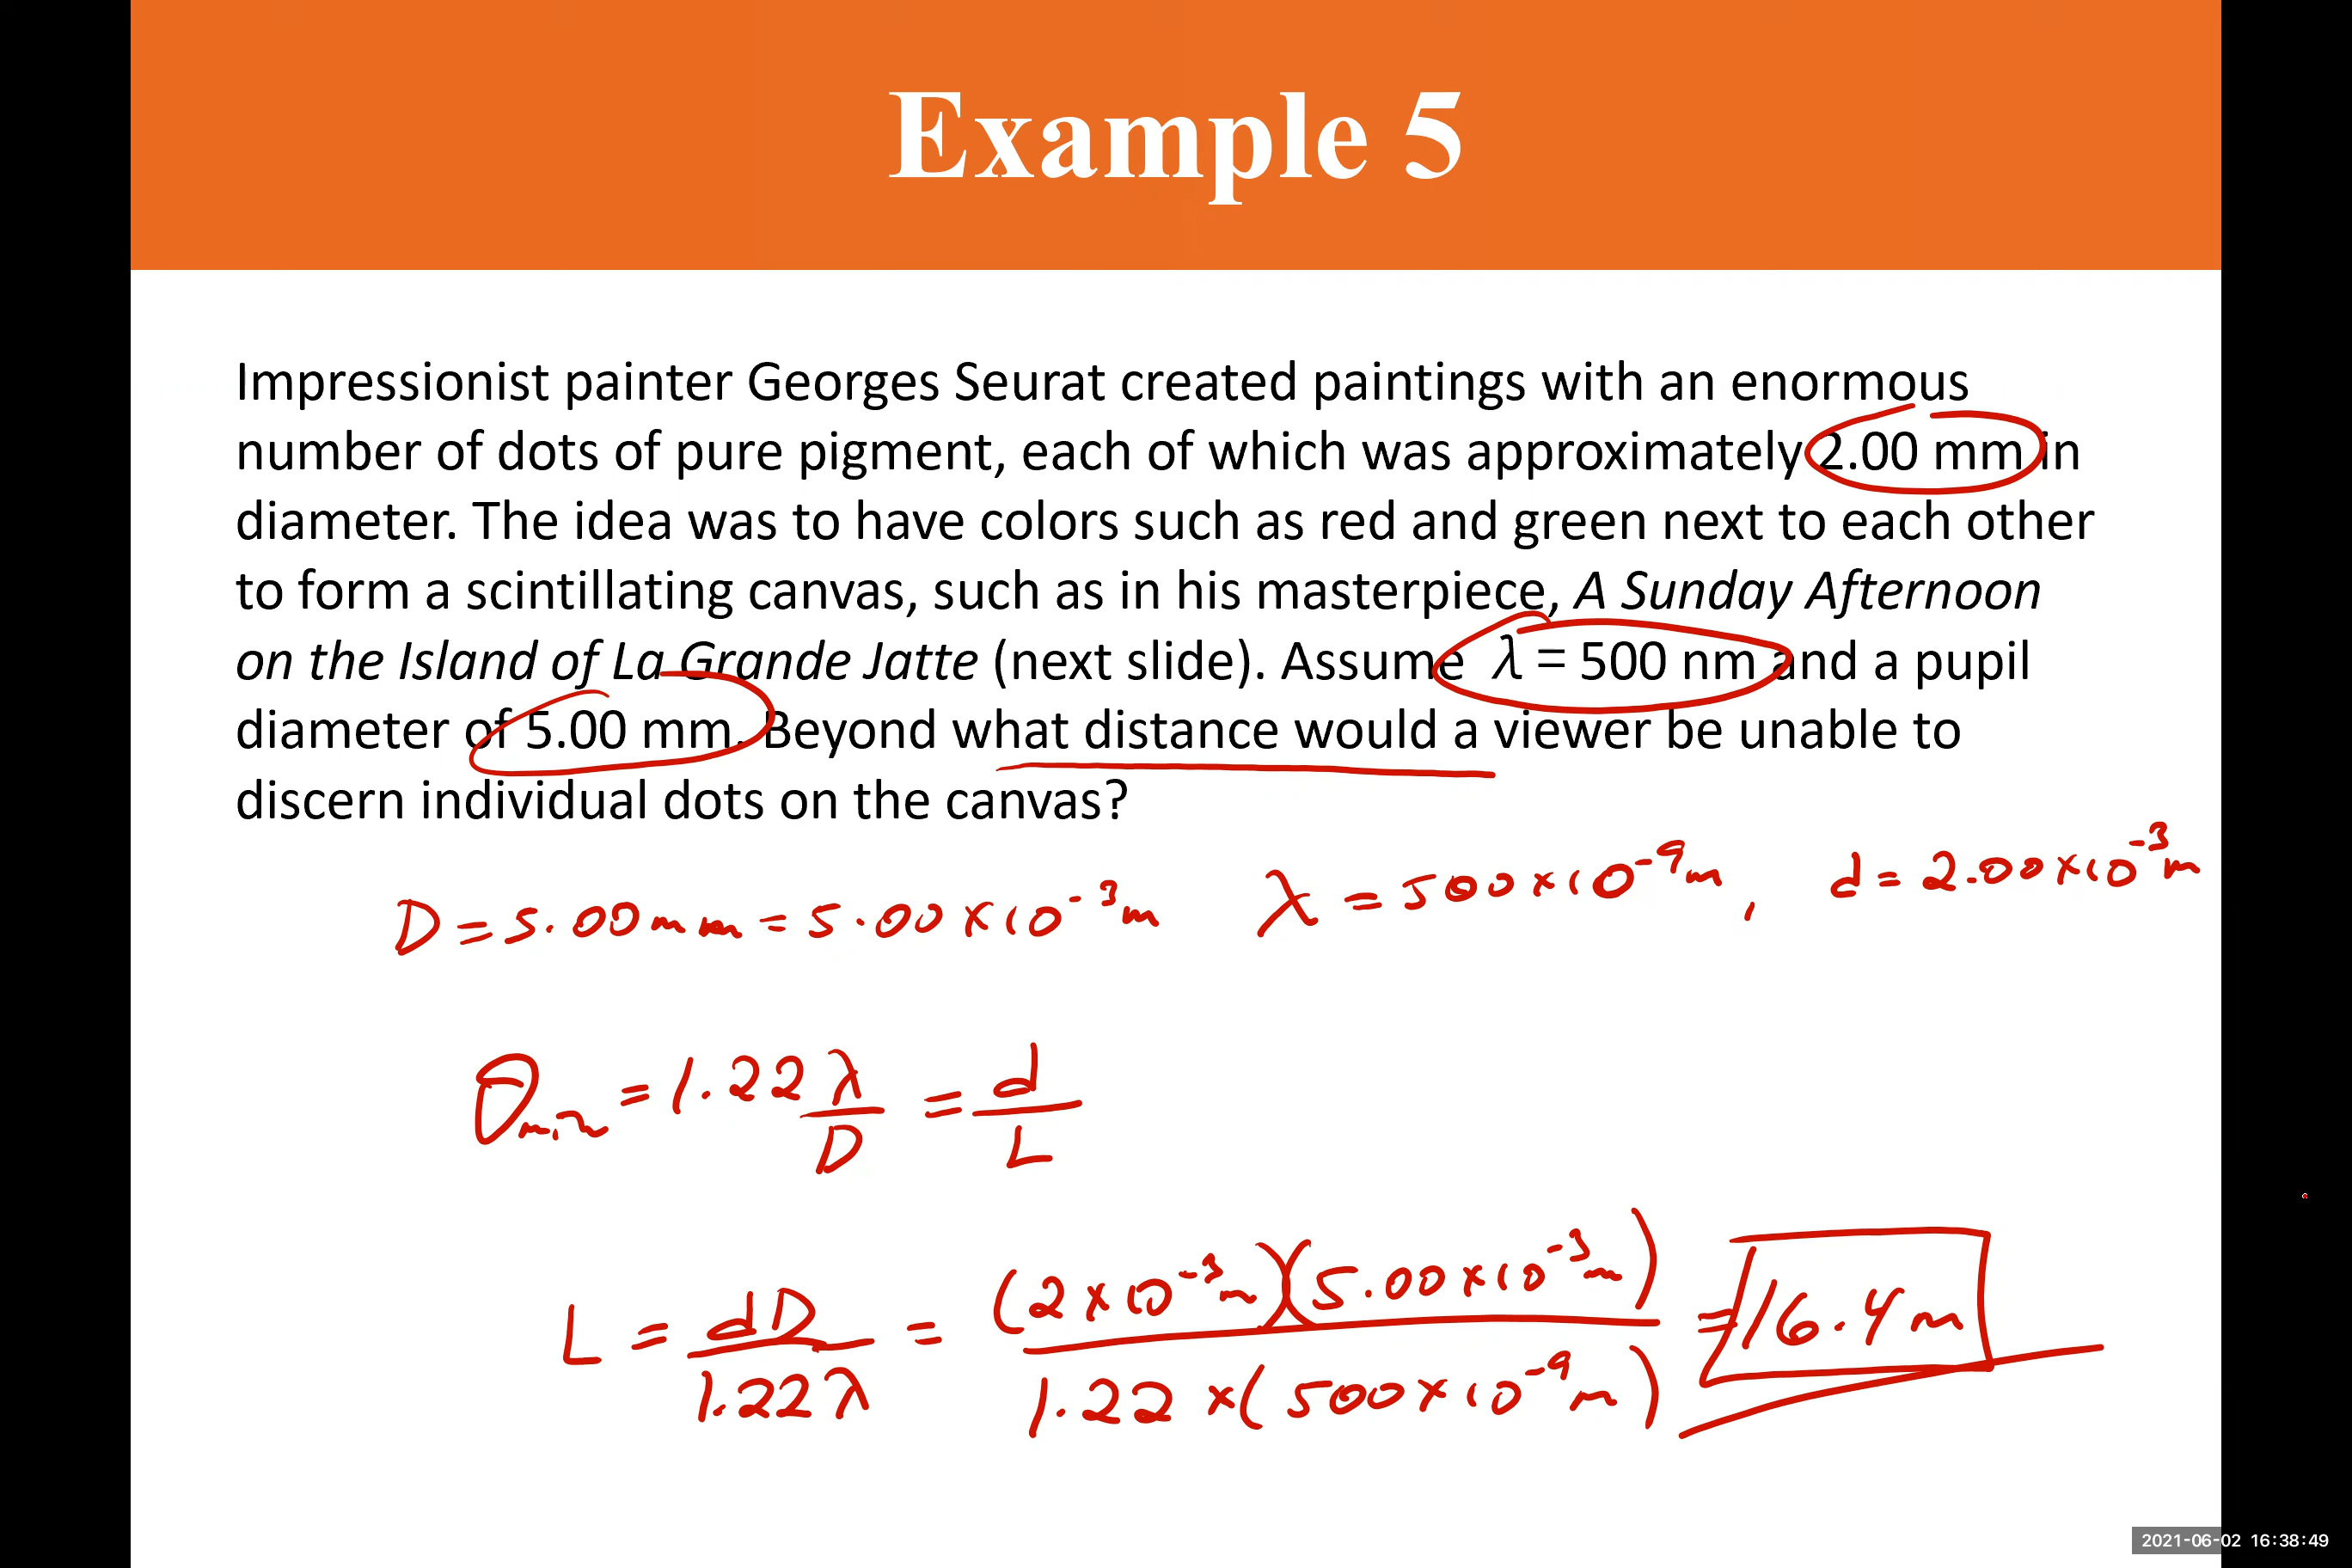 Example 5
Impressionist painter Georges Seurat created paintings with an enormous
number of dots of pure pigment, each of which was approximately 2.00 mm in
diameter. The idea was to have colors such as red and green next to each other
to form a scintillating canvas, such as in his masterpiece, A Sunday Afternoon
on the Island of La Grande Jatte (next slide). Assume λ = 500 nm and a pupil
diameter of 5.00 mm. Beyond what distance would a viewer be unable to
discern individual dots on the canvas?
D = 5.00 mm = 5.00 × 10⁻³ m λ = 500 × 10⁻⁹ m , d = 2.00 × 10⁻³ m
θmin = 1.22 λ/D = d/L
L = dD/1.22λ = (2 × 10⁻³ m)(5.00 × 10⁻³ m)/1.22 × (500 × 10⁻⁹ m) = 16.4 m
2021-06-02 16:38:49